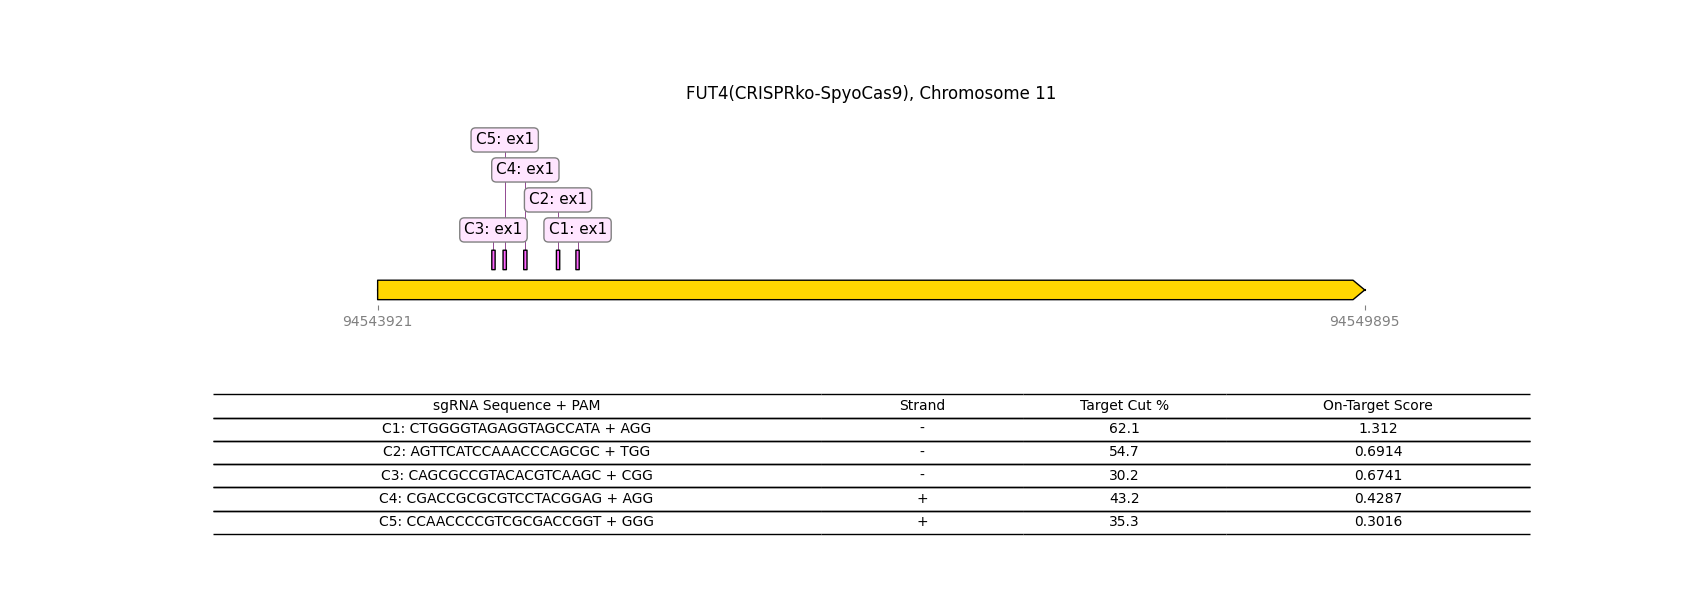 FUT4(CRISPRko-SpyoCas9), Chromosome 11
C5: ex1
C4: ex1
C2: ex1
C3: ex1 C1: ex1
94543921 94549895
sgRNA Sequence + PAM Strand Target Cut % On-Target Score
C1: CTGGGGTAGAGGTAGCCATA + AGG - 62.1 1.312
C2: AGTTCATCCAAACCCAGCGC + TGG - 54.7 0.6914
C3: CAGCGCCGTACACGTCAAGC + CGG - 30.2 0.6741
C4: CGACCGCGCGTCCTACGGAG + AGG + 43.2 0.4287
C5: CCAACCCCGTCGCGACCGGT + GGG + 35.3 0.3016